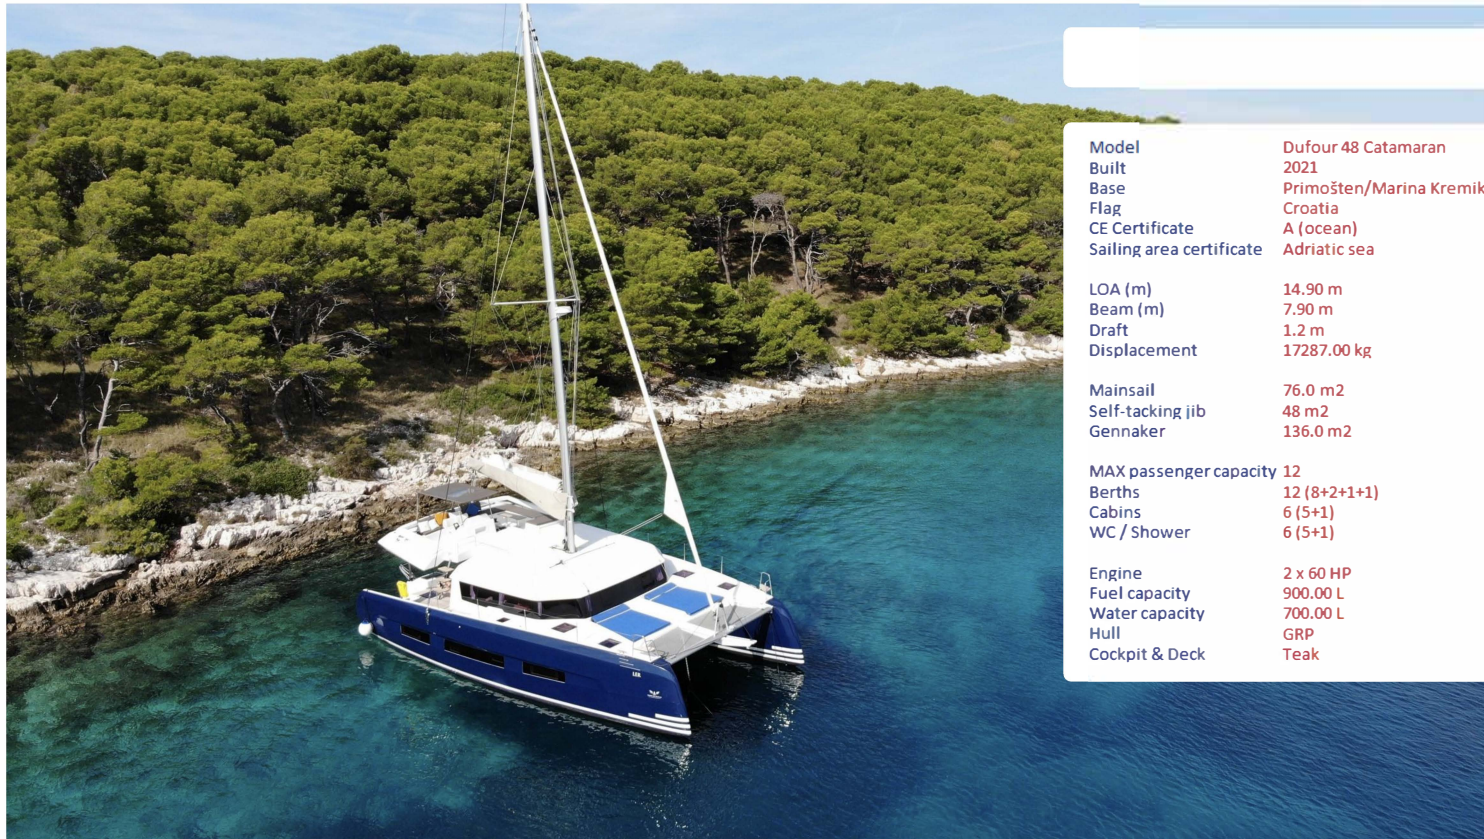 Model Dufour 48 Catamaran
Built 2021
Base Primošten/Marina Kremik
Flag Croatia
CE Certificate A (ocean)
Sailing area certificate Adriatic sea
LOA (m) 14.90 m
Beam (m) 7.90 m
Draft 1.2 m
Displacement 17287.00 kg
Mainsail 76.0 m2
Self-tacking jib 48 m2
Gennaker 136.0 m2
MAX passenger capacity 12
Berths 12 (8+2+1+1)
Cabins 6 (5+1)
WC / Shower 6 (5+1)
Engine 2 x 60 HP
Fuel capacity 900.00 L
Water capacity 700.00 L
Hull GRP
Cockpit & Deck Teak